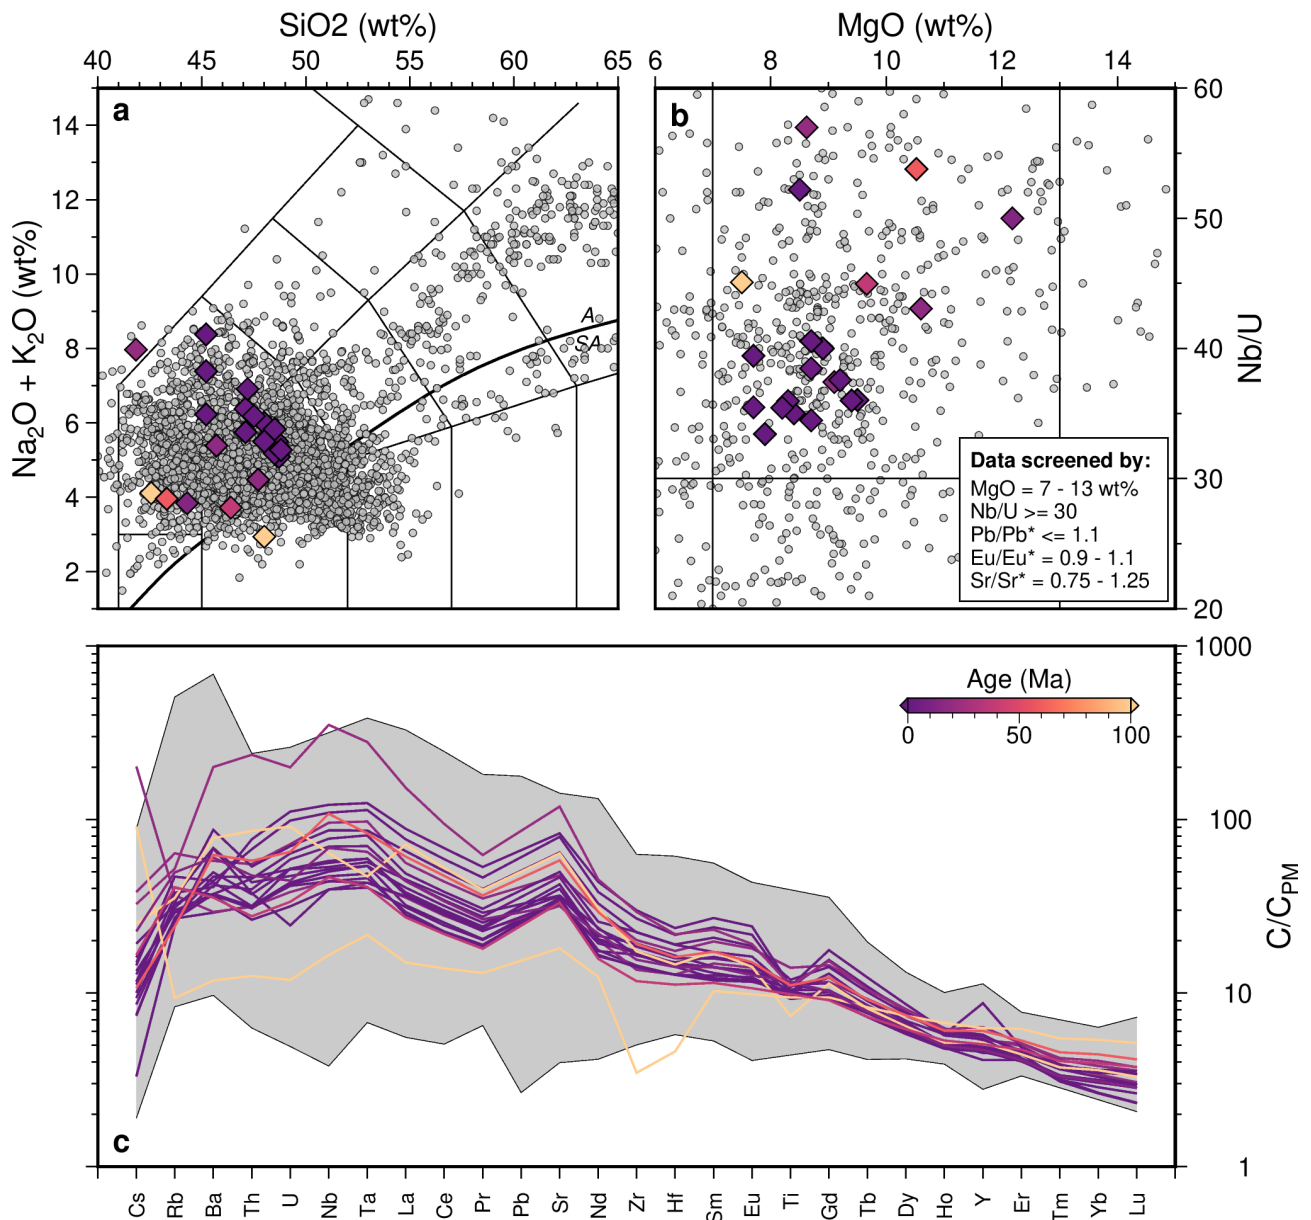 SiO2 (wt%)
MgO (wt%)
40 45 50 55 60 65
6 8 10 12 14
a
b
14
12
10
8
6
4
2
Na2O + K2O (wt%)
A
SA
60
50
40
30
20
Nb/U
Data screened by:
MgO = 7 - 13 wt%
Nb/U >= 30
Pb/Pb* <= 1.1
Eu/Eu* = 0.9 - 1.1
Sr/Sr* = 0.75 - 1.25
Age (Ma)
0 50 100
1000
100
10
1
C/CPM
c
Cs Rb Ba Th U Nb Ta La Ce Pr Pb Sr Nd Zr Hf Sm Eu Ti Gd Tb Dy Ho Y Er Tm Yb Lu